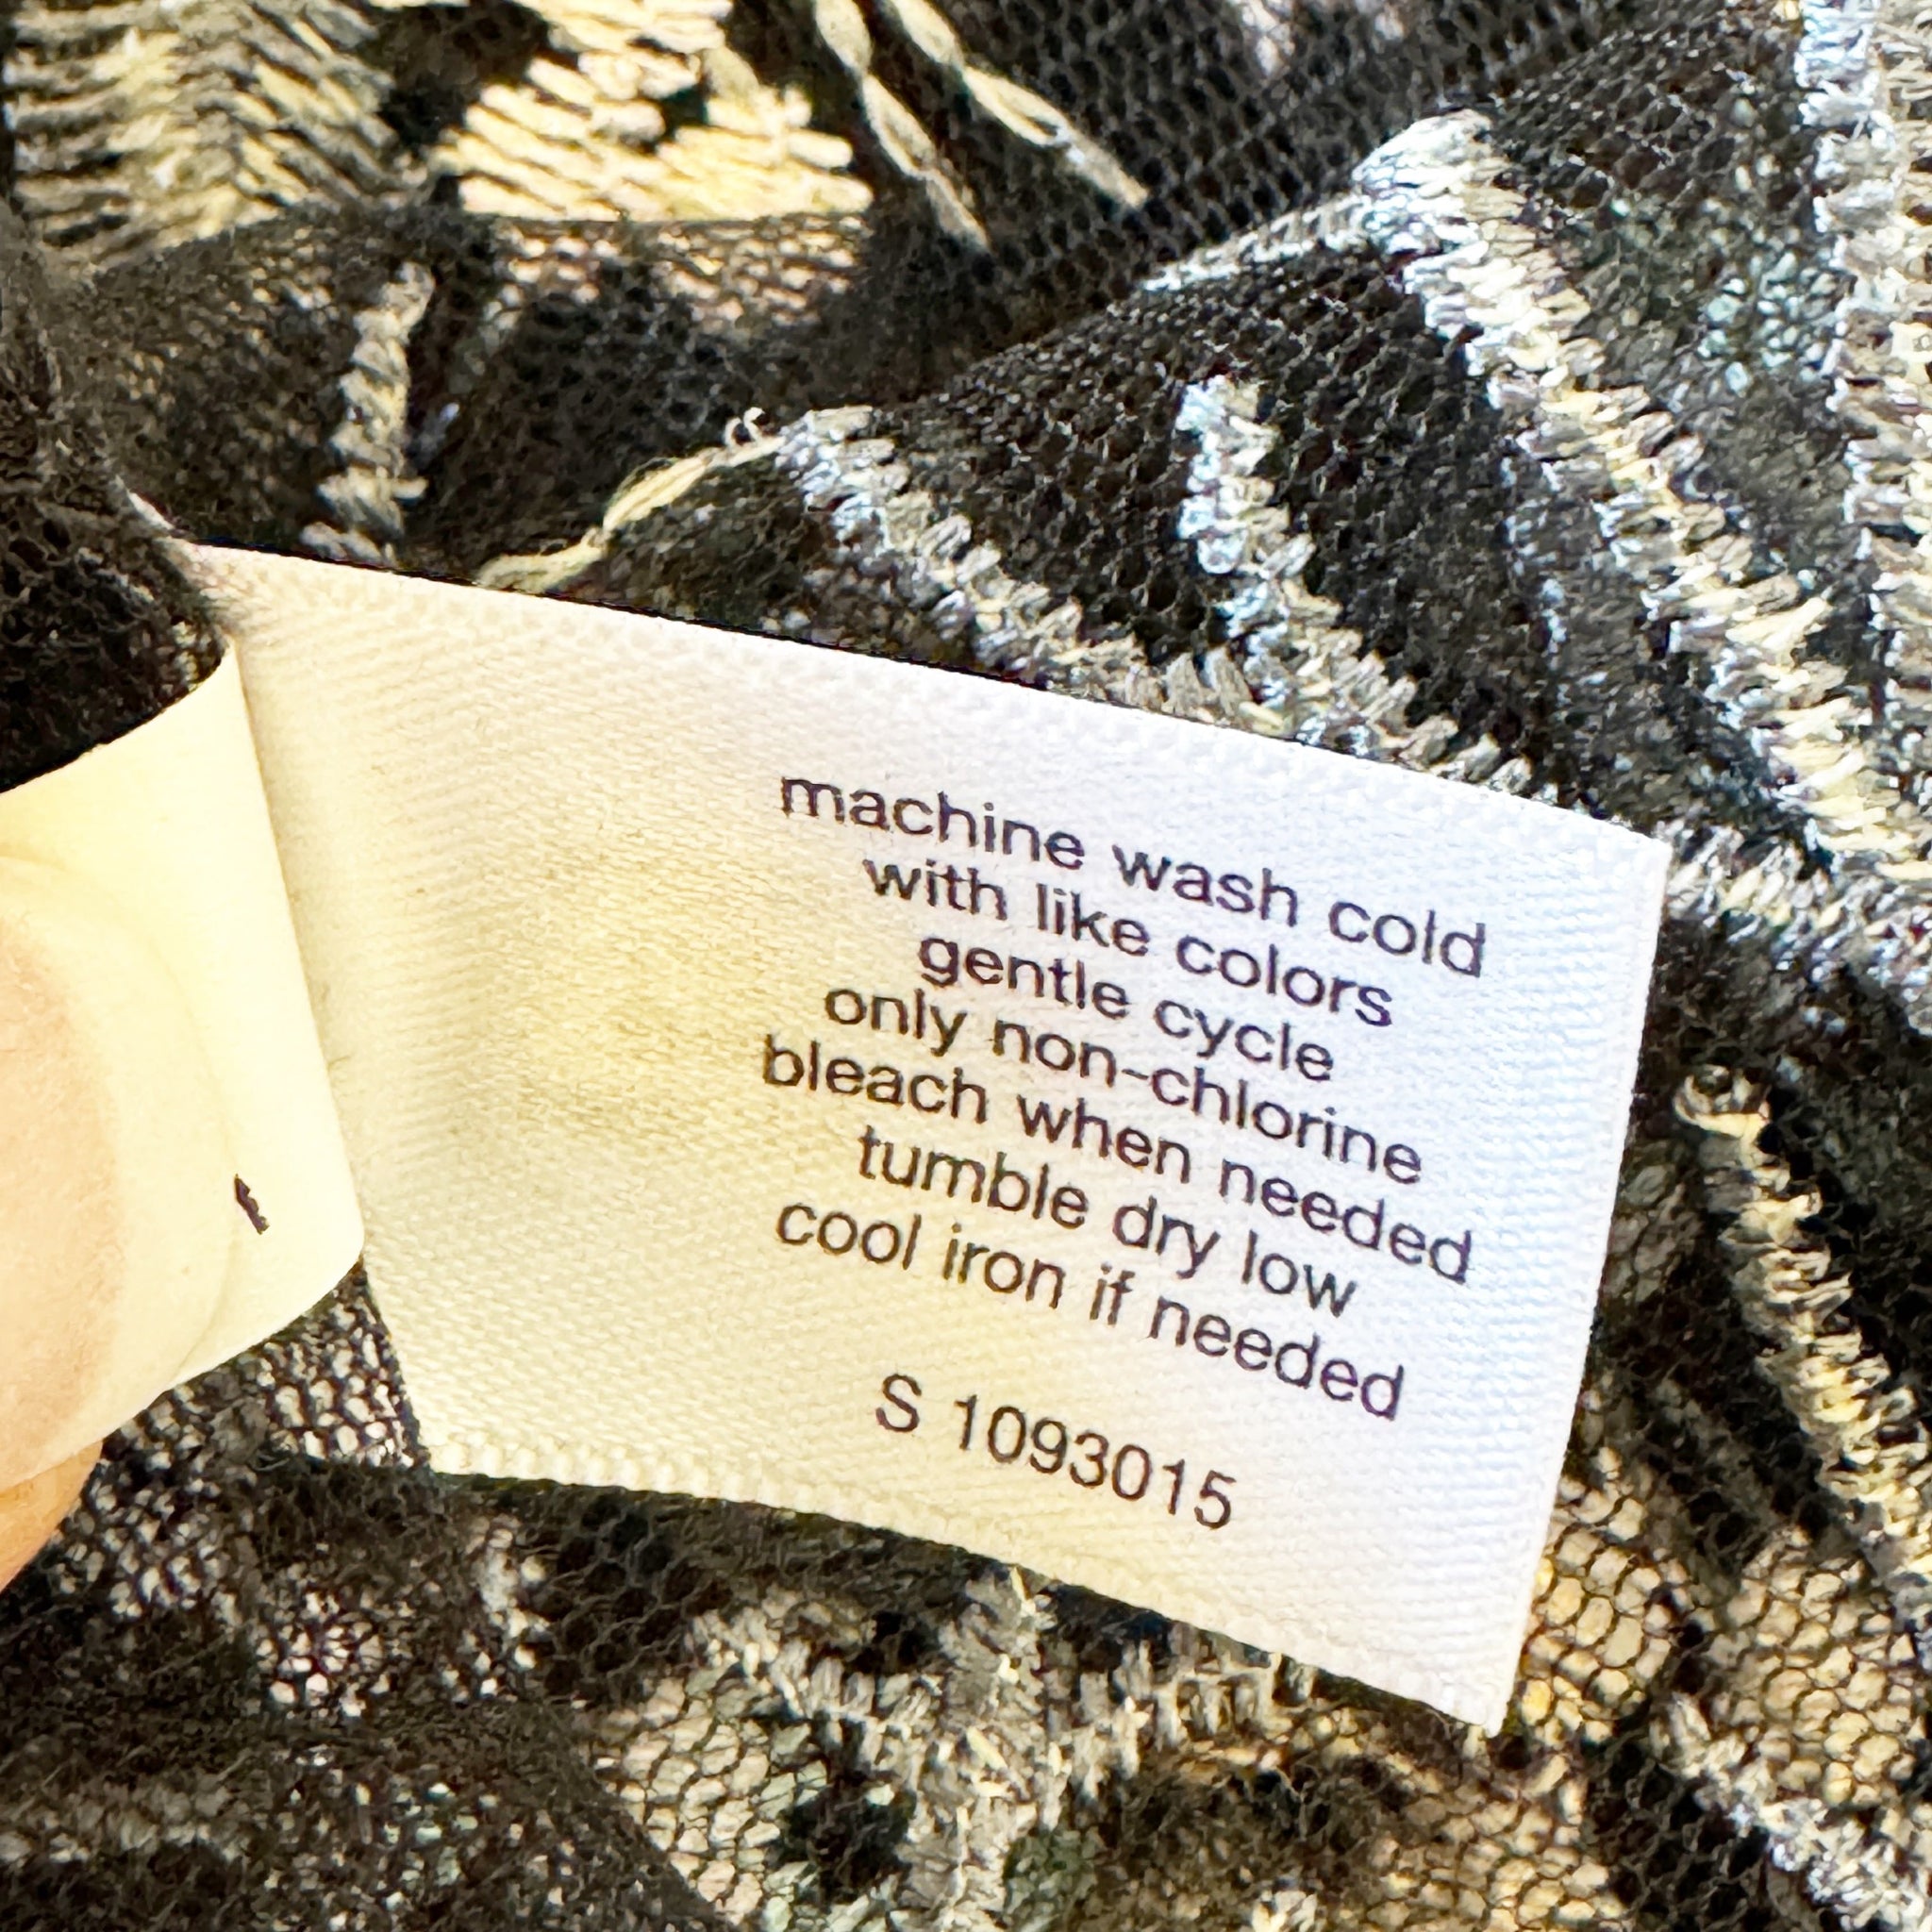 machine wash cold
with like colors
gentle cycle
only non-chlorine
bleach when needed
tumble dry low
cool iron if needed
S 1093015